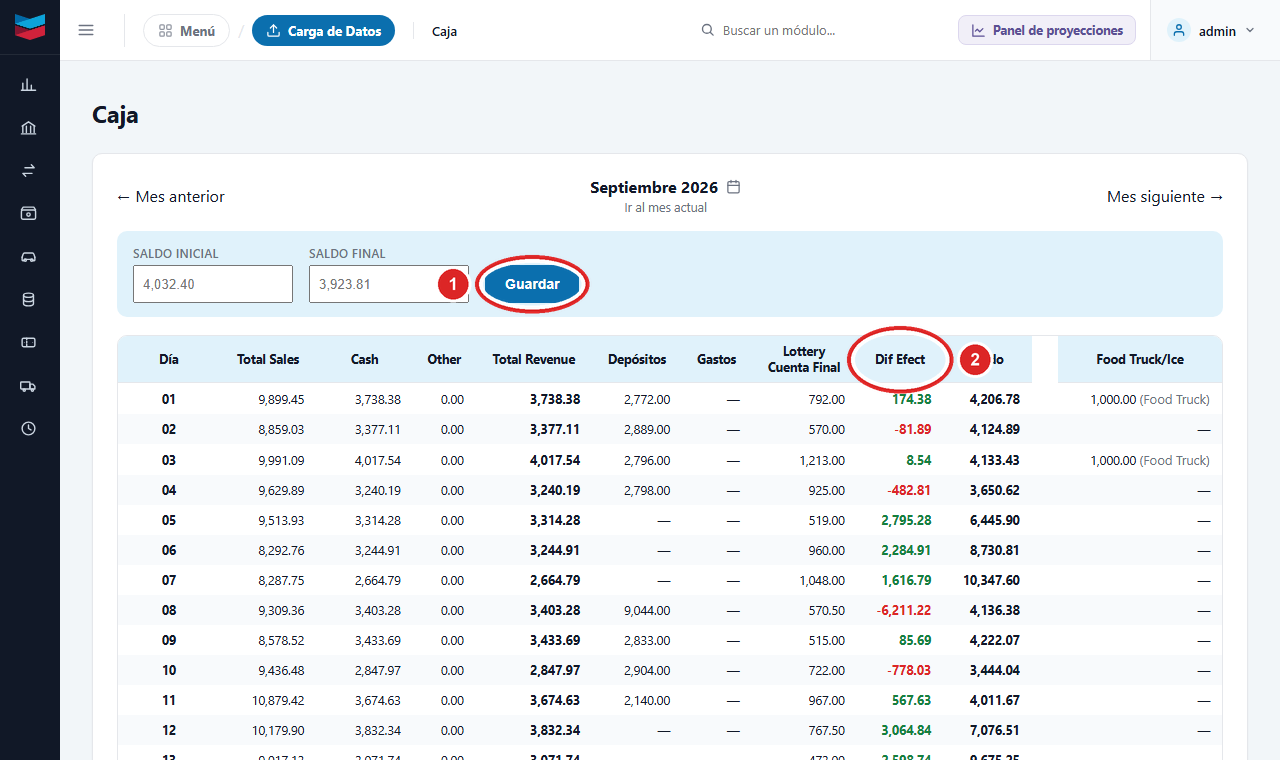 Menú / Carga de Datos Caja Buscar un módulo... Panel de proyecciones admin
Caja
← Mes anterior Septiembre 2026 Mes siguiente →
Ir al mes actual
SALDO INICIAL SALDO FINAL
4,032.40 3,923.81 1 Guardar
Día Total Sales Cash Other Total Revenue Depósitos Gastos Lottery Cuenta Final Dif Efect 2 lo Food Truck/Ice
01 9,899.45 3,738.38 0.00 3,738.38 2,772.00 — 792.00 174.38 4,206.78 1,000.00 (Food Truck)
02 8,859.03 3,377.11 0.00 3,377.11 2,889.00 — 570.00 -81.89 4,124.89 —
03 9,991.09 4,017.54 0.00 4,017.54 2,796.00 — 1,213.00 8.54 4,133.43 1,000.00 (Food Truck)
04 9,629.89 3,240.19 0.00 3,240.19 2,798.00 — 925.00 -482.81 3,650.62 —
05 9,513.93 3,314.28 0.00 3,314.28 — — 519.00 2,795.28 6,445.90 —
06 8,292.76 3,244.91 0.00 3,244.91 — — 960.00 2,284.91 8,730.81 —
07 8,287.75 2,664.79 0.00 2,664.79 — — 1,048.00 1,616.79 10,347.60 —
08 9,309.36 3,403.28 0.00 3,403.28 9,044.00 — 570.50 -6,211.22 4,136.38 —
09 8,578.52 3,433.69 0.00 3,433.69 2,833.00 — 515.00 85.69 4,222.07 —
10 9,436.48 2,847.97 0.00 2,847.97 2,904.00 — 722.00 -778.03 3,444.04 —
11 10,879.42 3,674.63 0.00 3,674.63 2,140.00 — 967.00 567.63 4,011.67 —
12 10,179.90 3,832.34 0.00 3,832.34 — — 767.50 3,064.84 7,076.51 —